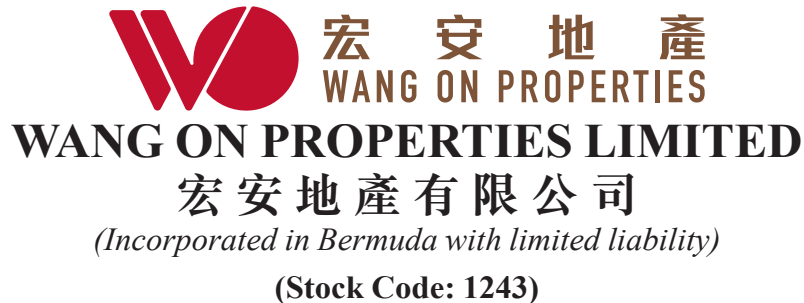 宏安地產
WANG ON PROPERTIES
WANG ON PROPERTIES LIMITED
宏安地產有限公司
(Incorporated in Bermuda with limited liability)
(Stock Code: 1243)